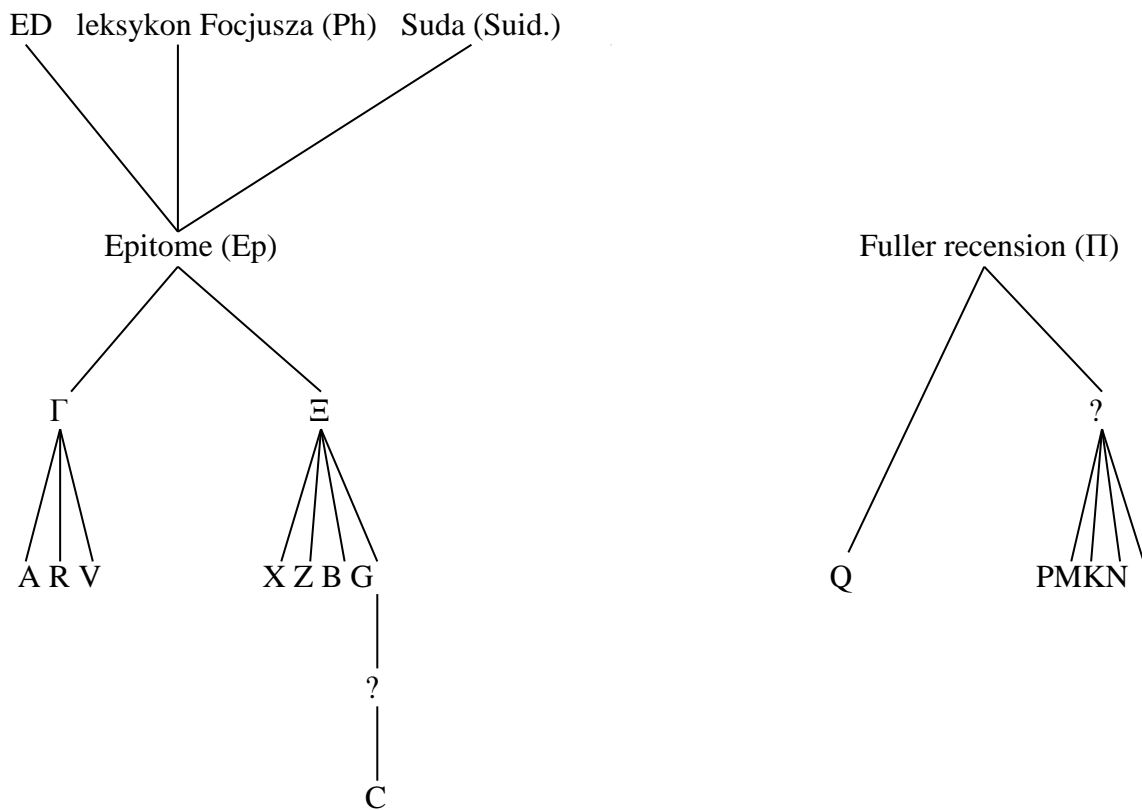 ED leksykon Focjusza (Ph) Suda (Suid.)
Epitome (Ep) Fuller recension (Π)
Γ Ξ ?
A R V X Z B G Q PMKN
?
C